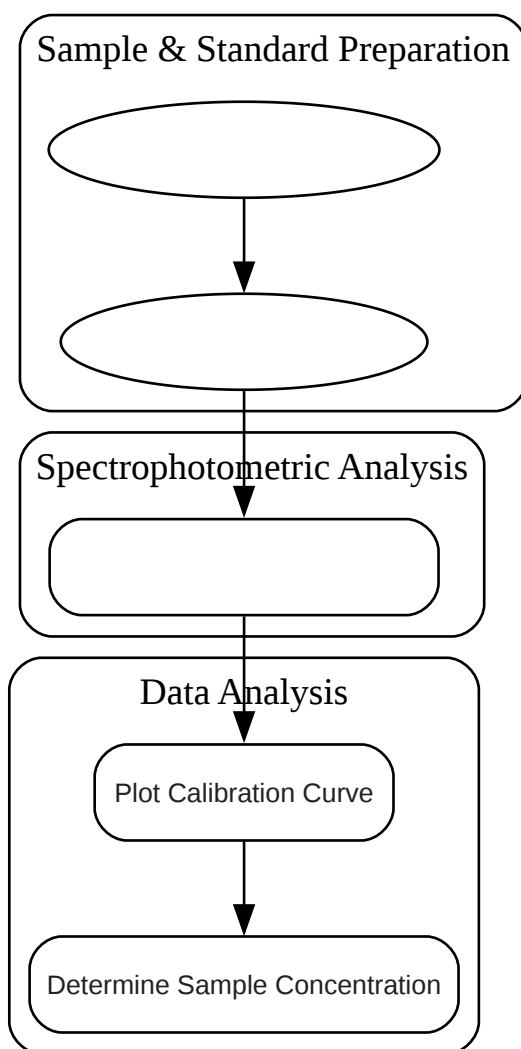 Sample & Standard Preparation
Spectrophotometric Analysis
Data Analysis
Plot Calibration Curve
Determine Sample Concentration